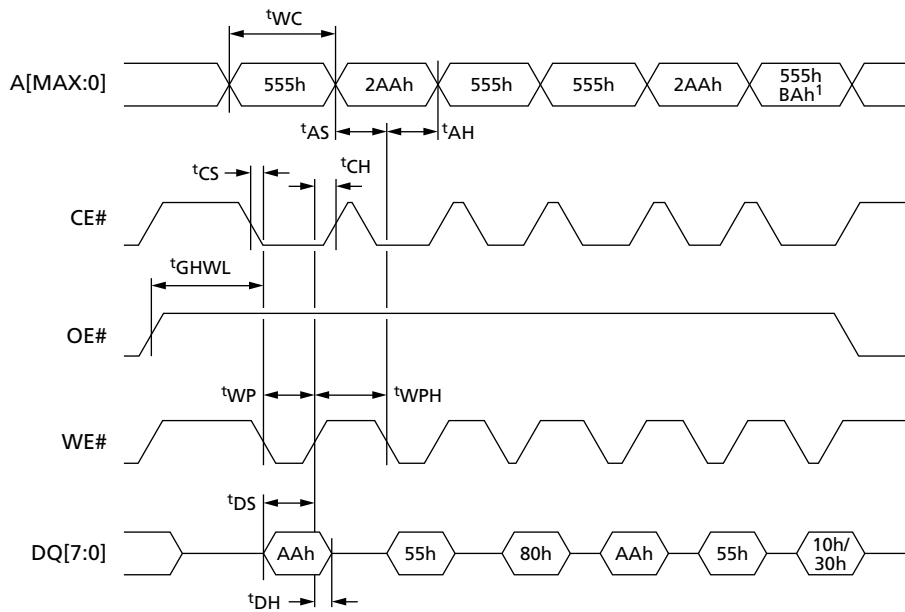 tWC
A[MAX:0] 555h 2AAh 555h 555h 2AAh 555h
BAh1
tAS tAH
tCS tCH
CE#
tGHWL
OE#
tWP tWPH
WE#
tDS
DQ[7:0] AAh 55h 80h AAh 55h 10h/
30h
tDH